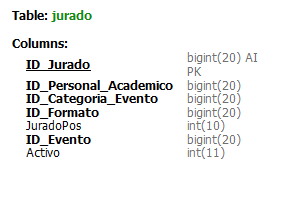 Table: jurado
Columns:
ID_Jurado bigint(20) AI
PK
ID_Personal_Academico bigint(20)
ID_Categoria_Evento bigint(20)
ID_Formato bigint(20)
JuradoPos int(10)
ID_Evento bigint(20)
Activo int(11)